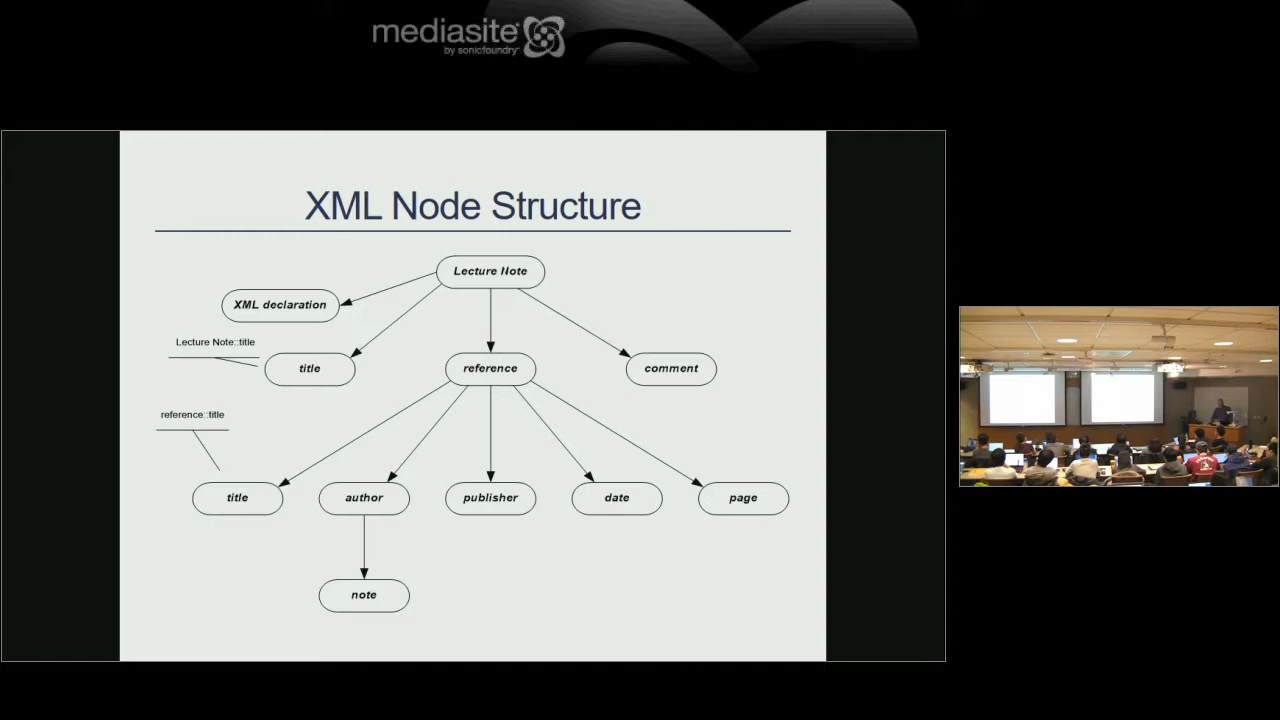 mediasite
by sonicfoundry
XML Node Structure
Lecture Note
XML declaration
Lecture Note::title
title
reference
comment
reference::title
title
author
publisher
date
page
note